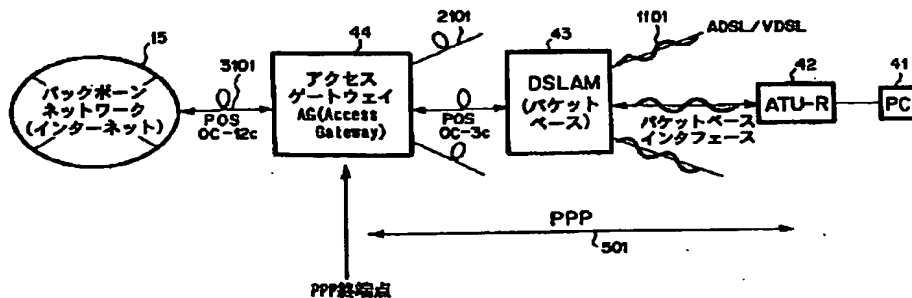 15
バックボーン
ネットワーク
(インターネット)
3101
POS
OC-12c
44
アクセス
ゲートウェイ
AG(Access
Gateway)
2101
POS
OC-3c
43
DSLAM
(パケット
ベース)
1101
ADSL/VDSL
パケットベース
インタフェース
42
ATU-R
41
PC
PPP
501
PPP終端点